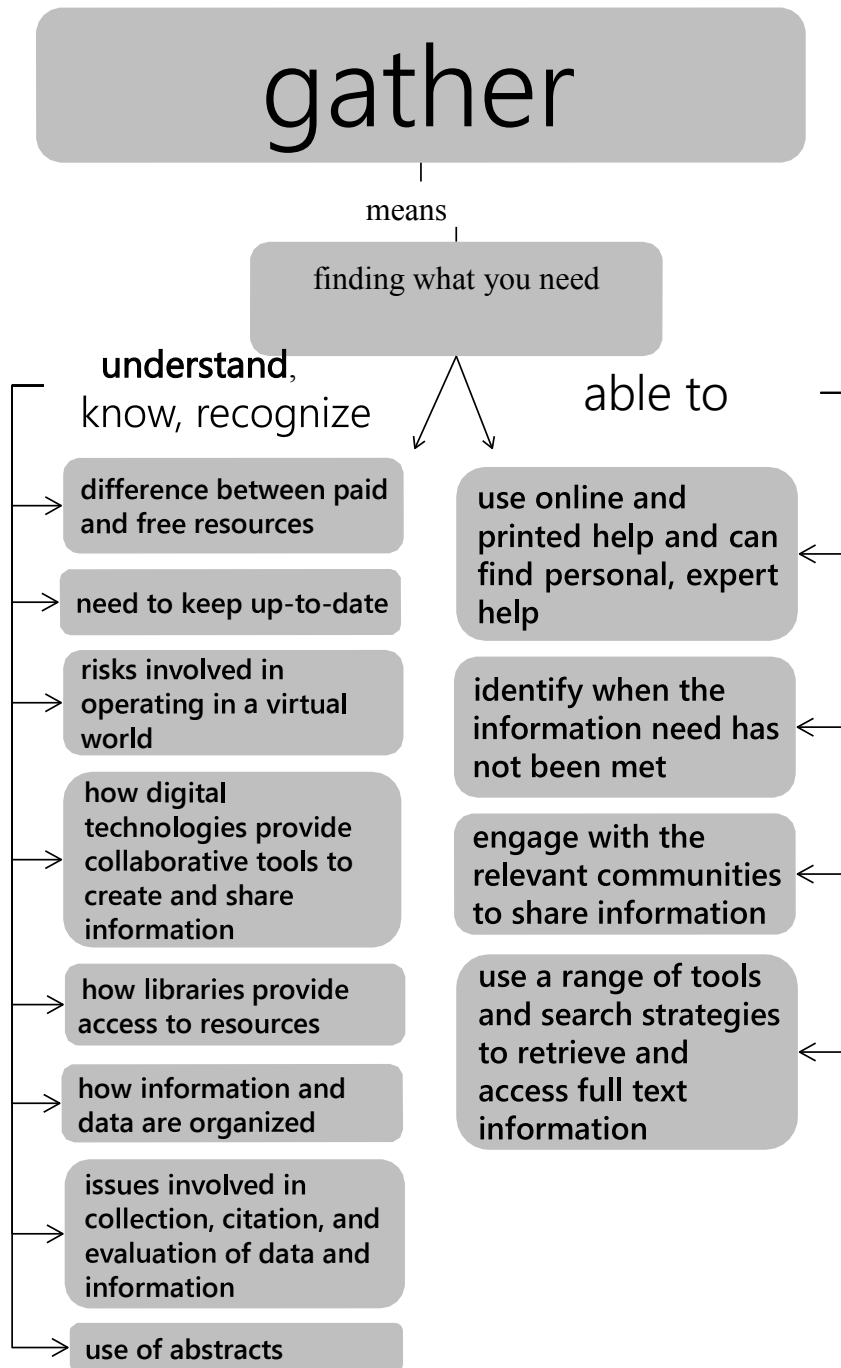 gather
means
finding what you need
understand,
know, recognize
difference between paid
and free resources
need to keep up-to-date
risks involved in
operating in a virtual
world
how digital
technologies provide
collaborative tools to
create and share
information
how libraries provide
access to resources
how information and
data are organized
issues involved in
collection, citation, and
evaluation of data and
information
use of abstracts
able to
use online and
printed help and can
find personal, expert
help
identify when the
information need has
not been met
engage with the
relevant communities
to share information
use a range of tools
and search strategies
to retrieve and
access full text
information